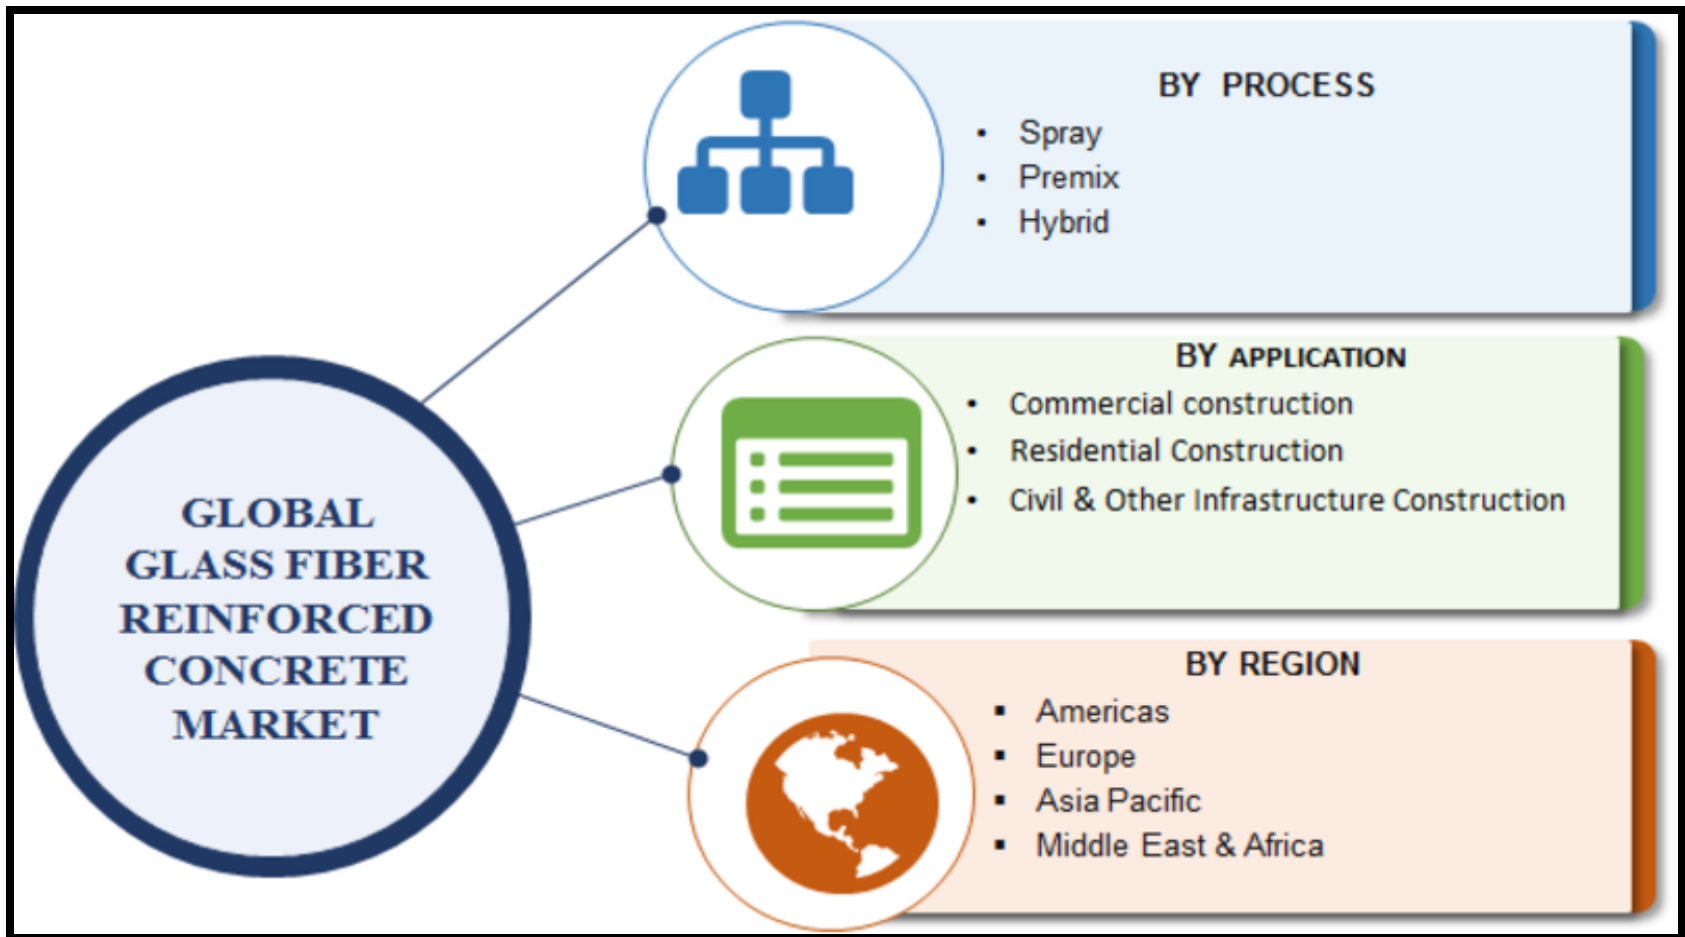 GLOBAL
GLASS FIBER
REINFORCED
CONCRETE
MARKET
BY PROCESS
• Spray
• Premix
• Hybrid
BY APPLICATION
• Commercial construction
• Residential Construction
• Civil & Other Infrastructure Construction
BY REGION
▪ Americas
▪ Europe
▪ Asia Pacific
▪ Middle East & Africa